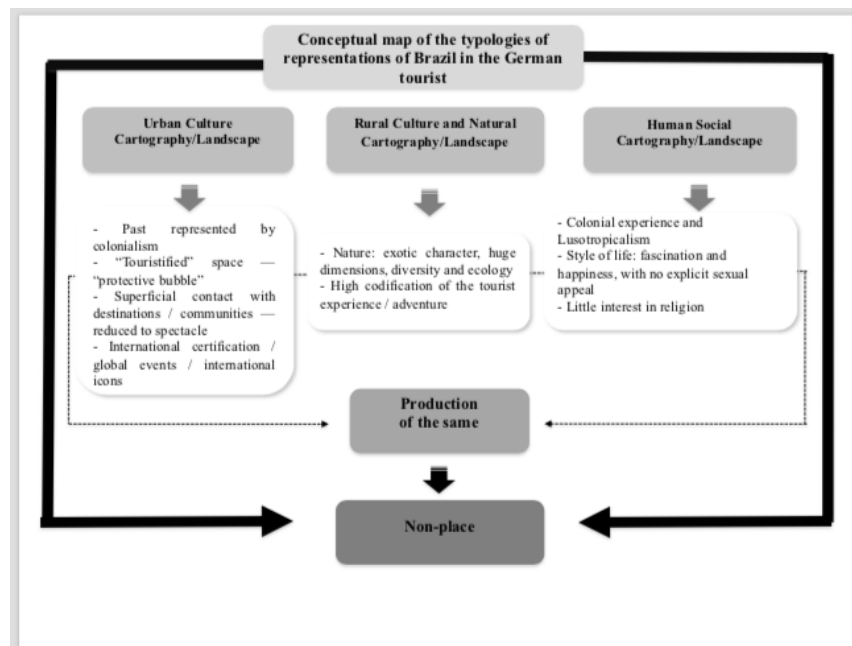 Conceptual map of the typologies of
representations of Brazil in the German
tourist
Urban Culture
Cartography/Landscape
Rural Culture and Natural
Cartography/Landscape
Human Social
Cartography/Landscape
- Past represented by
colonialism
- “Touristified” space —
“protective bubble”
- Superficial contact with
destinations / communities —
reduced to spectacle
- International certification /
global events / international
icons
- Nature: exotic character, huge
dimensions, diversity and ecology
- High codification of the tourist
experience / adventure
- Colonial experience and
Lusotropicalism
- Style of life: fascination and
happiness, with no explicit sexual
appeal
- Little interest in religion
Production
of the same
Non-place